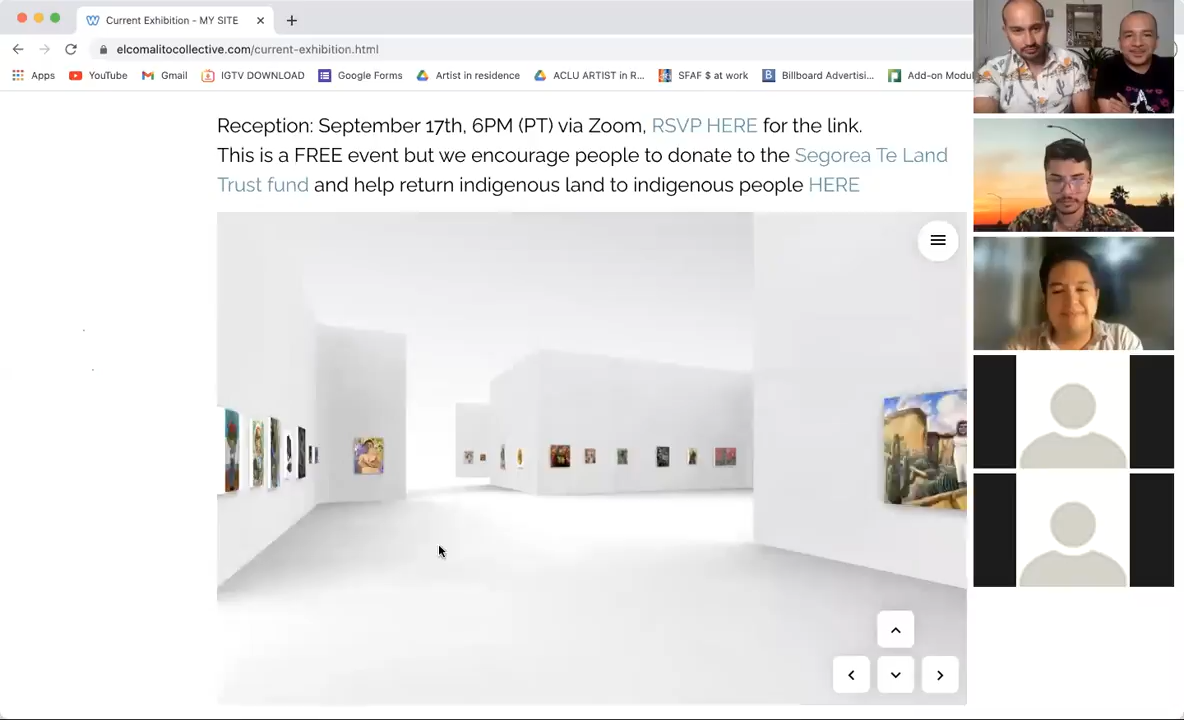 Current Exhibition - MY SITE
elcomalitocollective.com/current-exhibition.html
Apps YouTube Gmail IGTV DOWNLOAD Google Forms Artist in residence ACLU ARTIST in R... SFAF $ at work Billboard Advertisi... Add-on Modu
Reception: September 17th, 6PM (PT) via Zoom, RSVP HERE for the link.
This is a FREE event but we encourage people to donate to the Segorea Te Land
Trust fund and help return indigenous land to indigenous people HERE